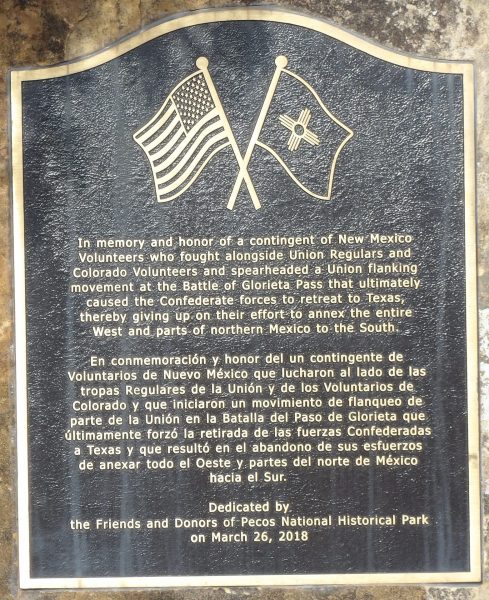 In memory and honor of a contingent of New Mexico
Volunteers who fought alongside Union Regulars and
Colorado Volunteers and spearheaded a Union flanking
movement at the Battle of Glorieta Pass that ultimately
caused the Confederate forces to retreat to Texas,
thereby giving up on their effort to annex the entire
West and parts of northern Mexico to the South.
En conmemoración y honor del un contingente de
Voluntarios de Nuevo México que lucharon al lado de las
tropas Regulares de la Unión y de los Voluntarios de
Colorado y que iniciaron un movimiento de flanqueo de
parte de la Unión en la Batalla del Paso de Glorieta que
últimamente forzó la retirada de las fuerzas Confederadas
a Texas y que resultó en el abandono de sus esfuerzos
de anexar todo el Oeste y partes del norte de México
hacia el Sur.
Dedicated by
the Friends and Donors of Pecos National Historical Park
on March 26, 2018